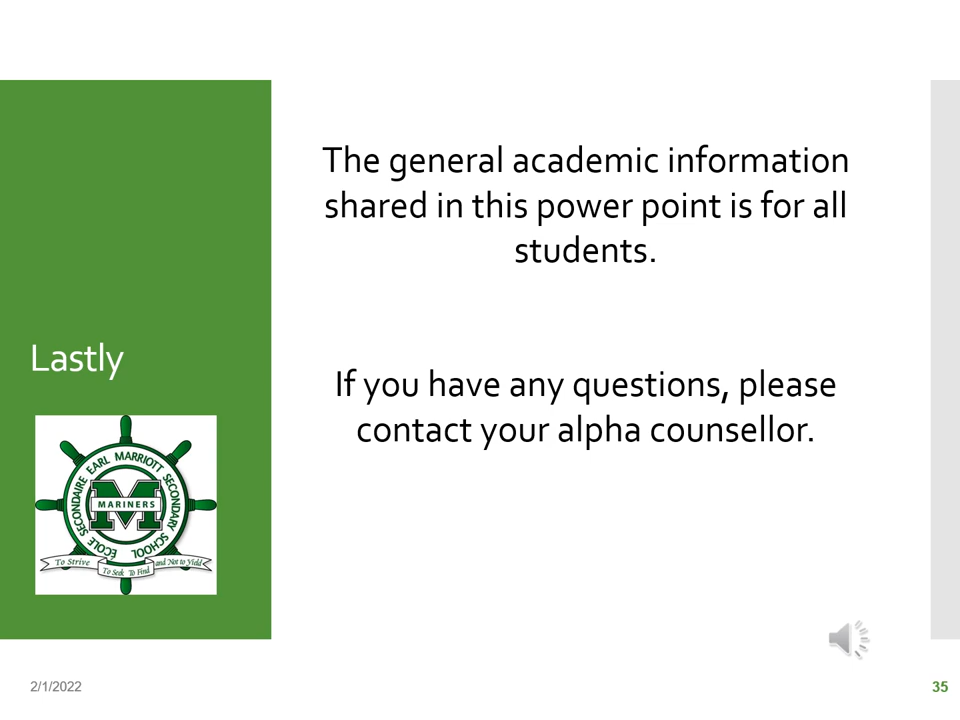 The general academic information
shared in this power point is for all
students.
Lastly
If you have any questions, please
contact your alpha counsellor.
ÉCOLE SECONDAIRE EARL MARRIOTT SECONDARY SCHOOL
M
MARINERS
To Strive
To Seek To Find
and Not to Yield
2/1/2022
35